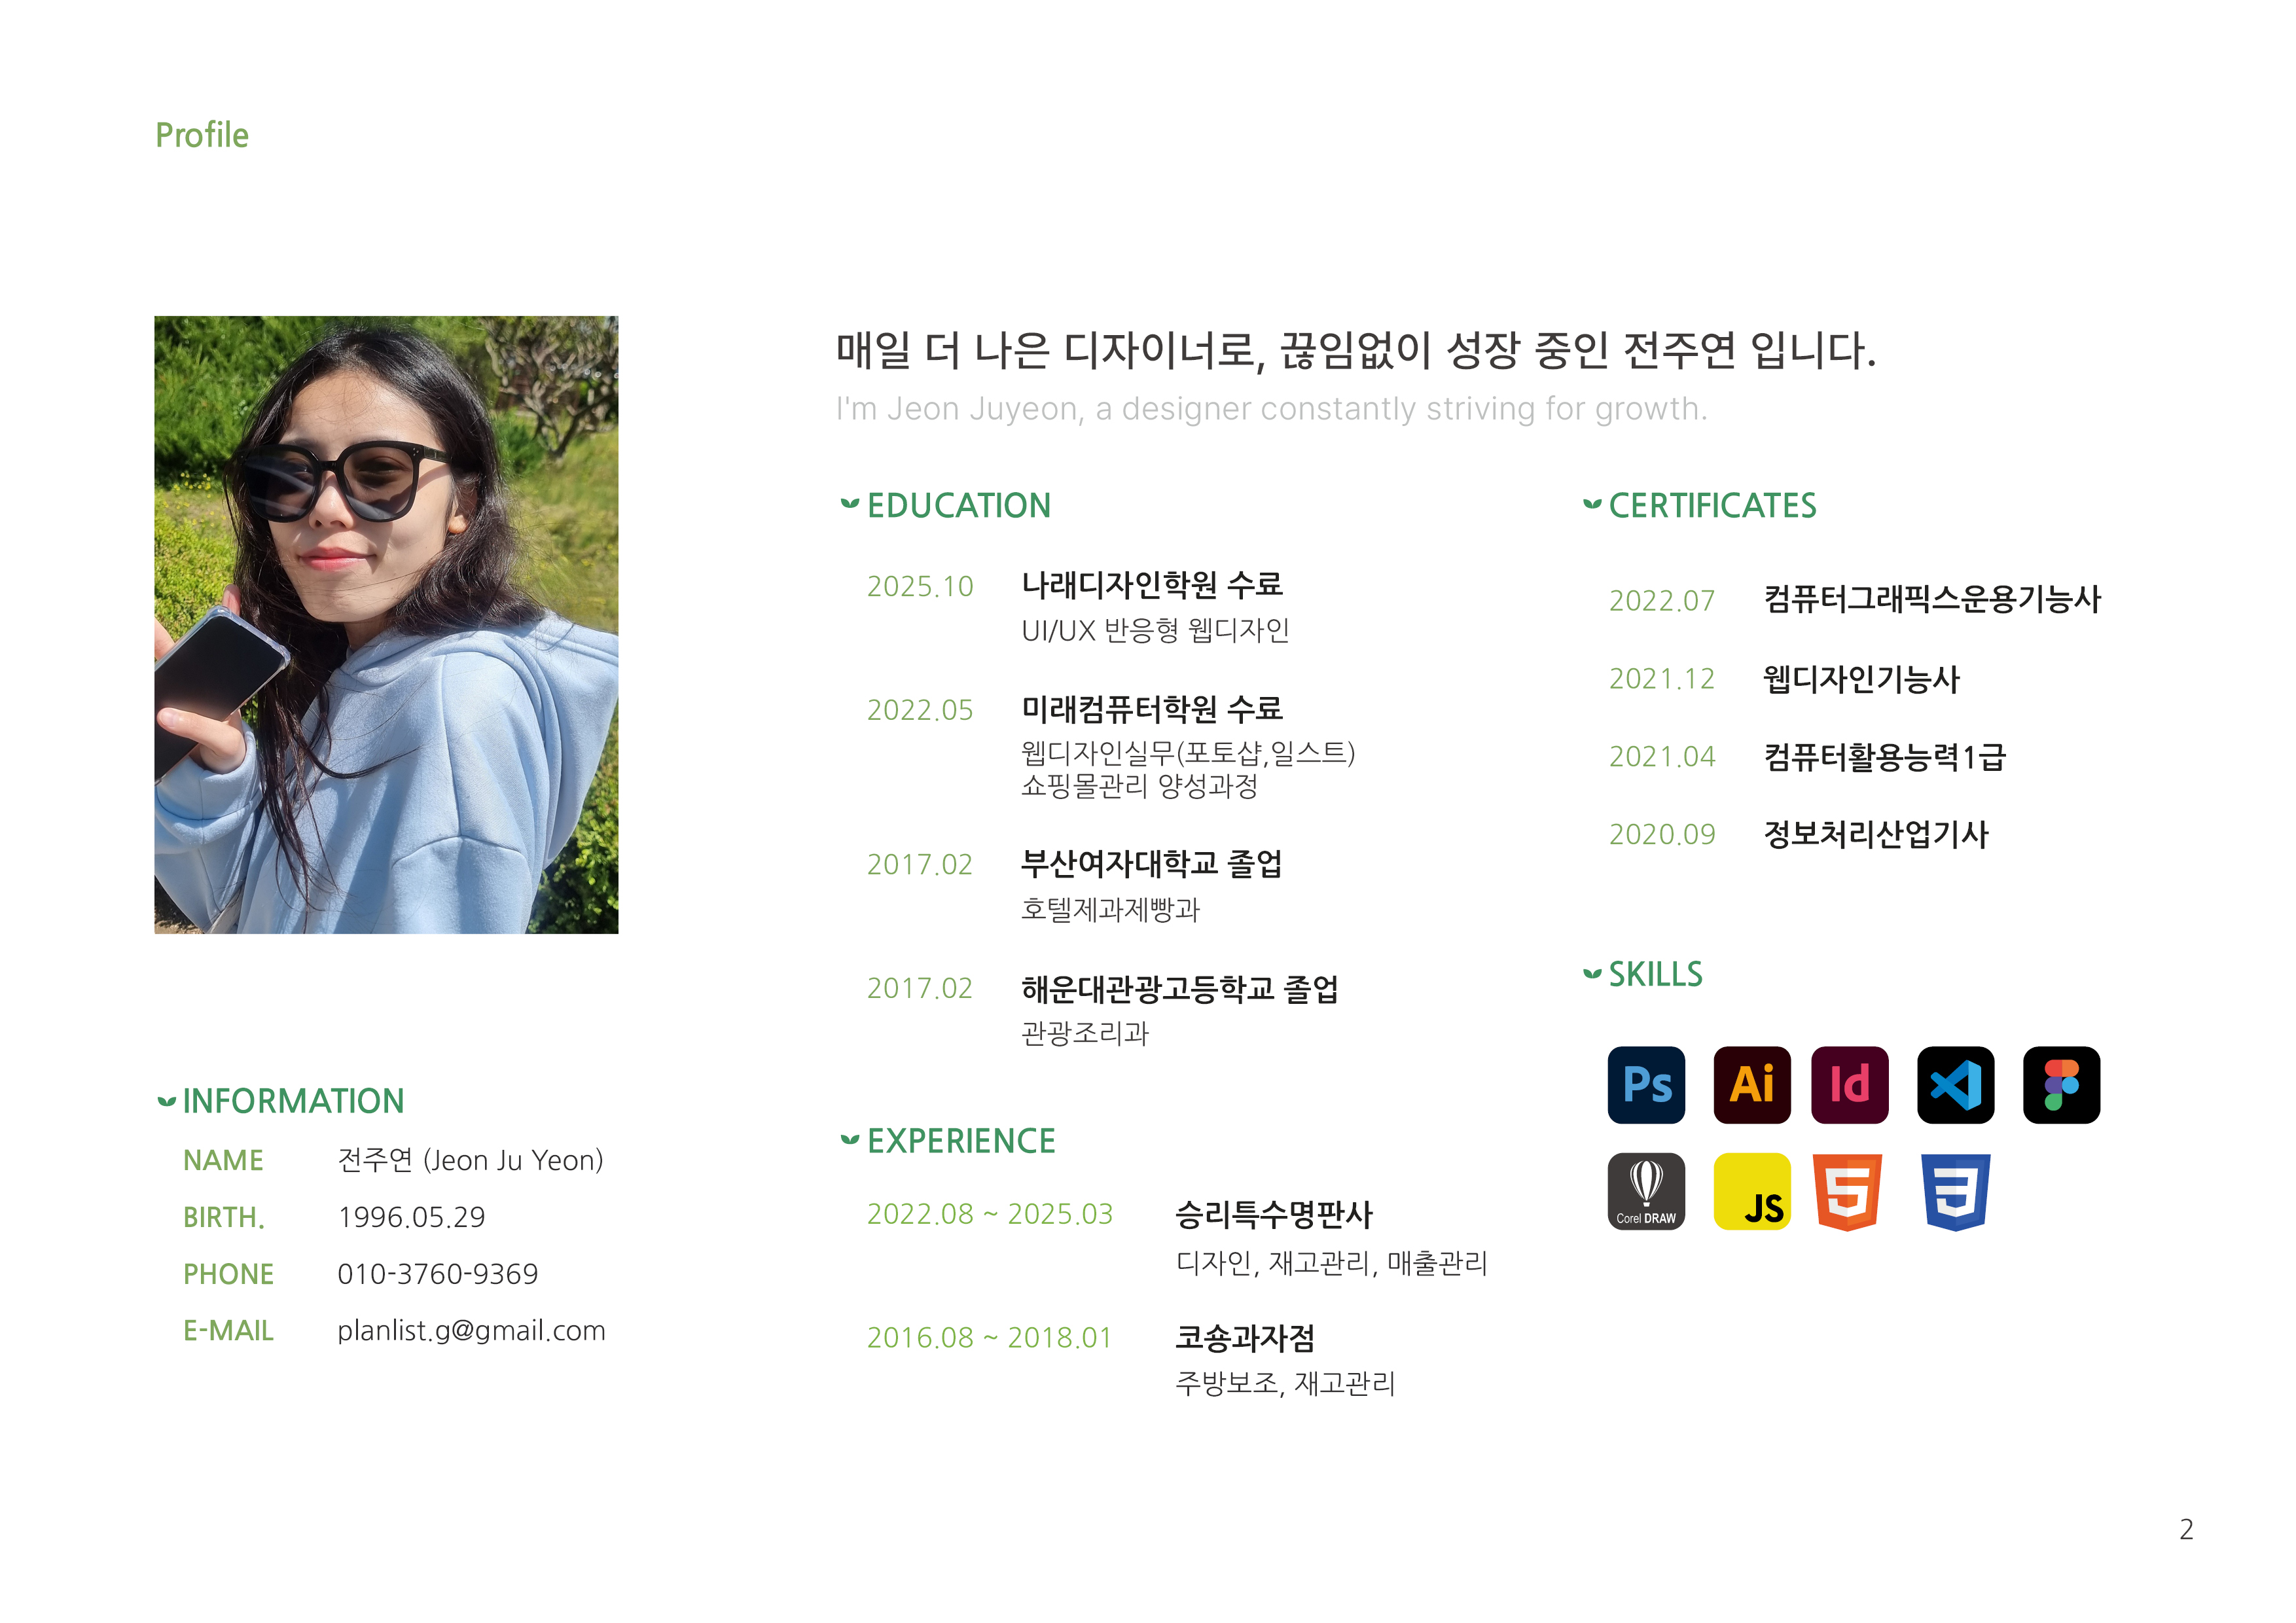 Profile
매일 더 나은 디자이너로, 끊임없이 성장 중인 전주연 입니다.
I'm Jeon Juyeon, a designer constantly striving for growth.
INFORMATION
NAME 전주연 (Jeon Ju Yeon)
BIRTH. 1996.05.29
PHONE 010-3760-9369
E-MAIL planlist.g@gmail.com
EDUCATION
2025.10 나래디자인학원 수료
UI/UX 반응형 웹디자인
2022.05 미래컴퓨터학원 수료
웹디자인실무(포토샵,일스트)
쇼핑몰관리 양성과정
2017.02 부산여자대학교 졸업
호텔제과제빵과
2017.02 해운대관광고등학교 졸업
관광조리과
EXPERIENCE
2022.08 ~ 2025.03 승리특수명판사
디자인, 재고관리, 매출관리
2016.08 ~ 2018.01 코숑과자점
주방보조, 재고관리
CERTIFICATES
2022.07 컴퓨터그래픽스운용기능사
2021.12 웹디자인기능사
2021.04 컴퓨터활용능력1급
2020.09 정보처리산업기사
SKILLS
Ps Ai Id
Corel DRAW JS
2